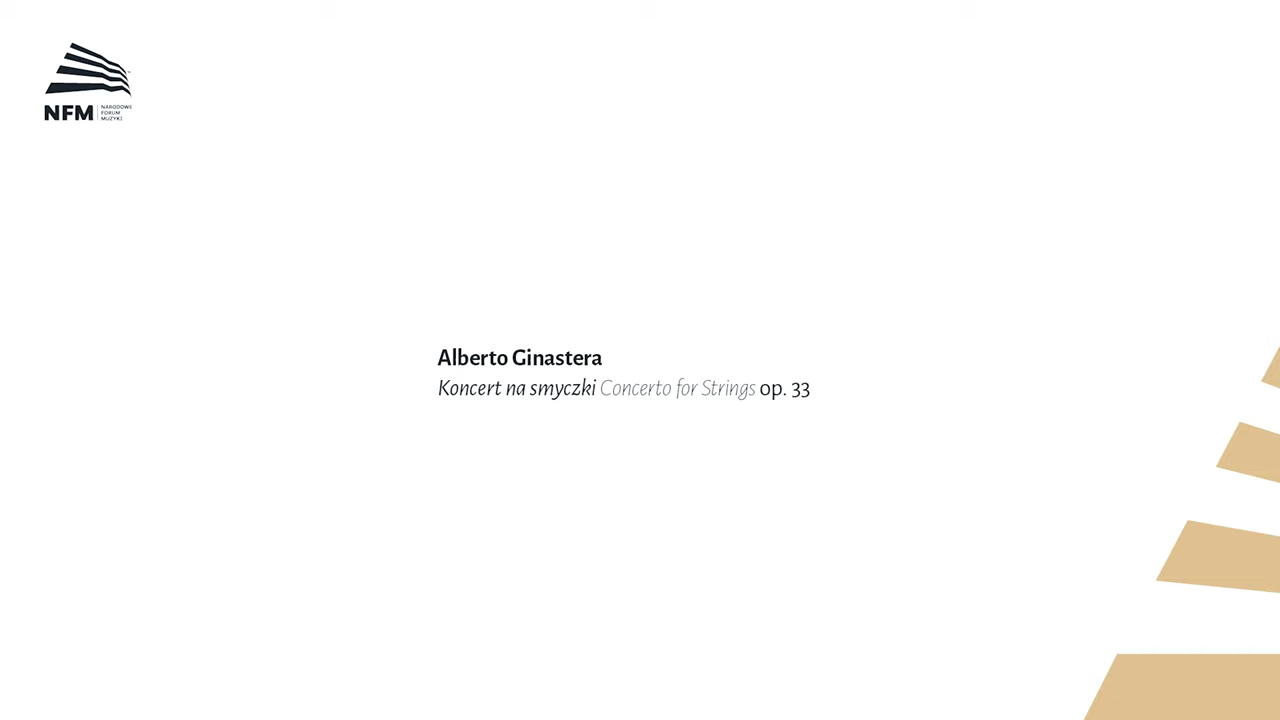 NFM
NARODOWE
FORUM
MUZYKI
Alberto Ginastera
Koncert na smyczki Concerto for Strings op. 33